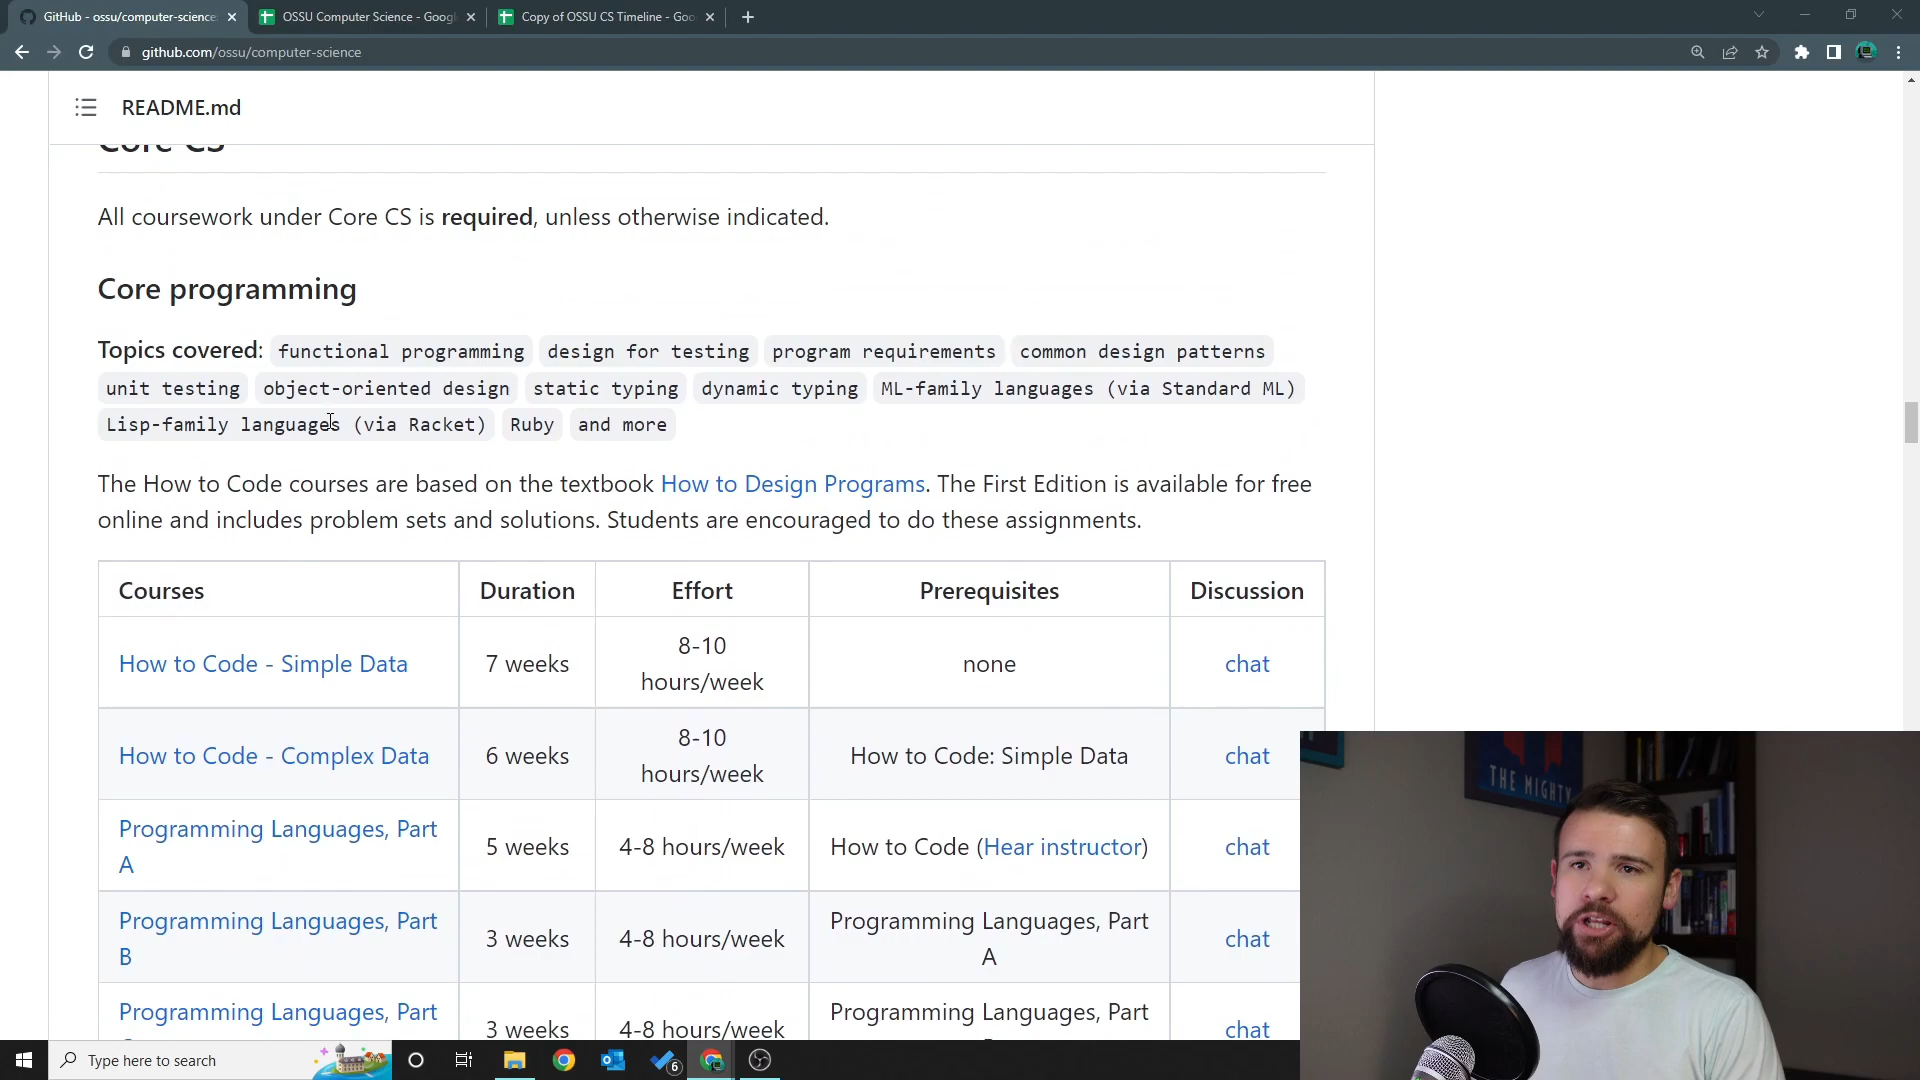 GitHub - ossu/computer-science:
OSSU Computer Science - Googl
Copy of OSSU CS Timeline - Goo
github.com/ossu/computer-science
README.md
Core CS
All coursework under Core CS is required, unless otherwise indicated.
Core programming
Topics covered: functional programming design for testing program requirements common design patterns
unit testing object-oriented design static typing dynamic typing ML-family languages (via Standard ML)
Lisp-family languages (via Racket) Ruby and more
The How to Code courses are based on the textbook How to Design Programs. The First Edition is available for free
online and includes problem sets and solutions. Students are encouraged to do these assignments.
Courses Duration Effort Prerequisites Discussion
How to Code - Simple Data 7 weeks 8-10 hours/week none chat
How to Code - Complex Data 6 weeks 8-10 hours/week How to Code: Simple Data chat
Programming Languages, Part A 5 weeks 4-8 hours/week How to Code (Hear instructor) chat
Programming Languages, Part B 3 weeks 4-8 hours/week Programming Languages, Part A chat
Programming Languages, Part 3 weeks 4-8 hours/week Programming Languages, Part chat
THE MIGHTY
Type here to search
6